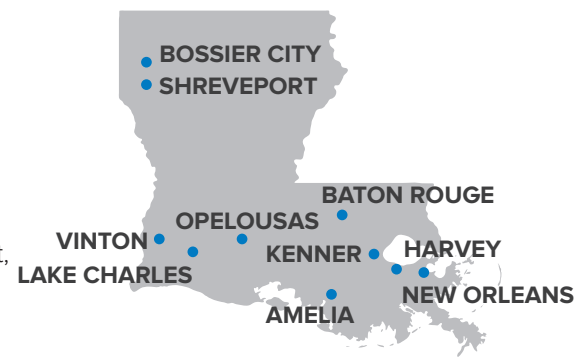 BOSSIER CITY
SHREVEPORT
BATON ROUGE
OPELOUSAS
VINTON
KENNER
HARVEY
LAKE CHARLES
NEW ORLEANS
AMELIA